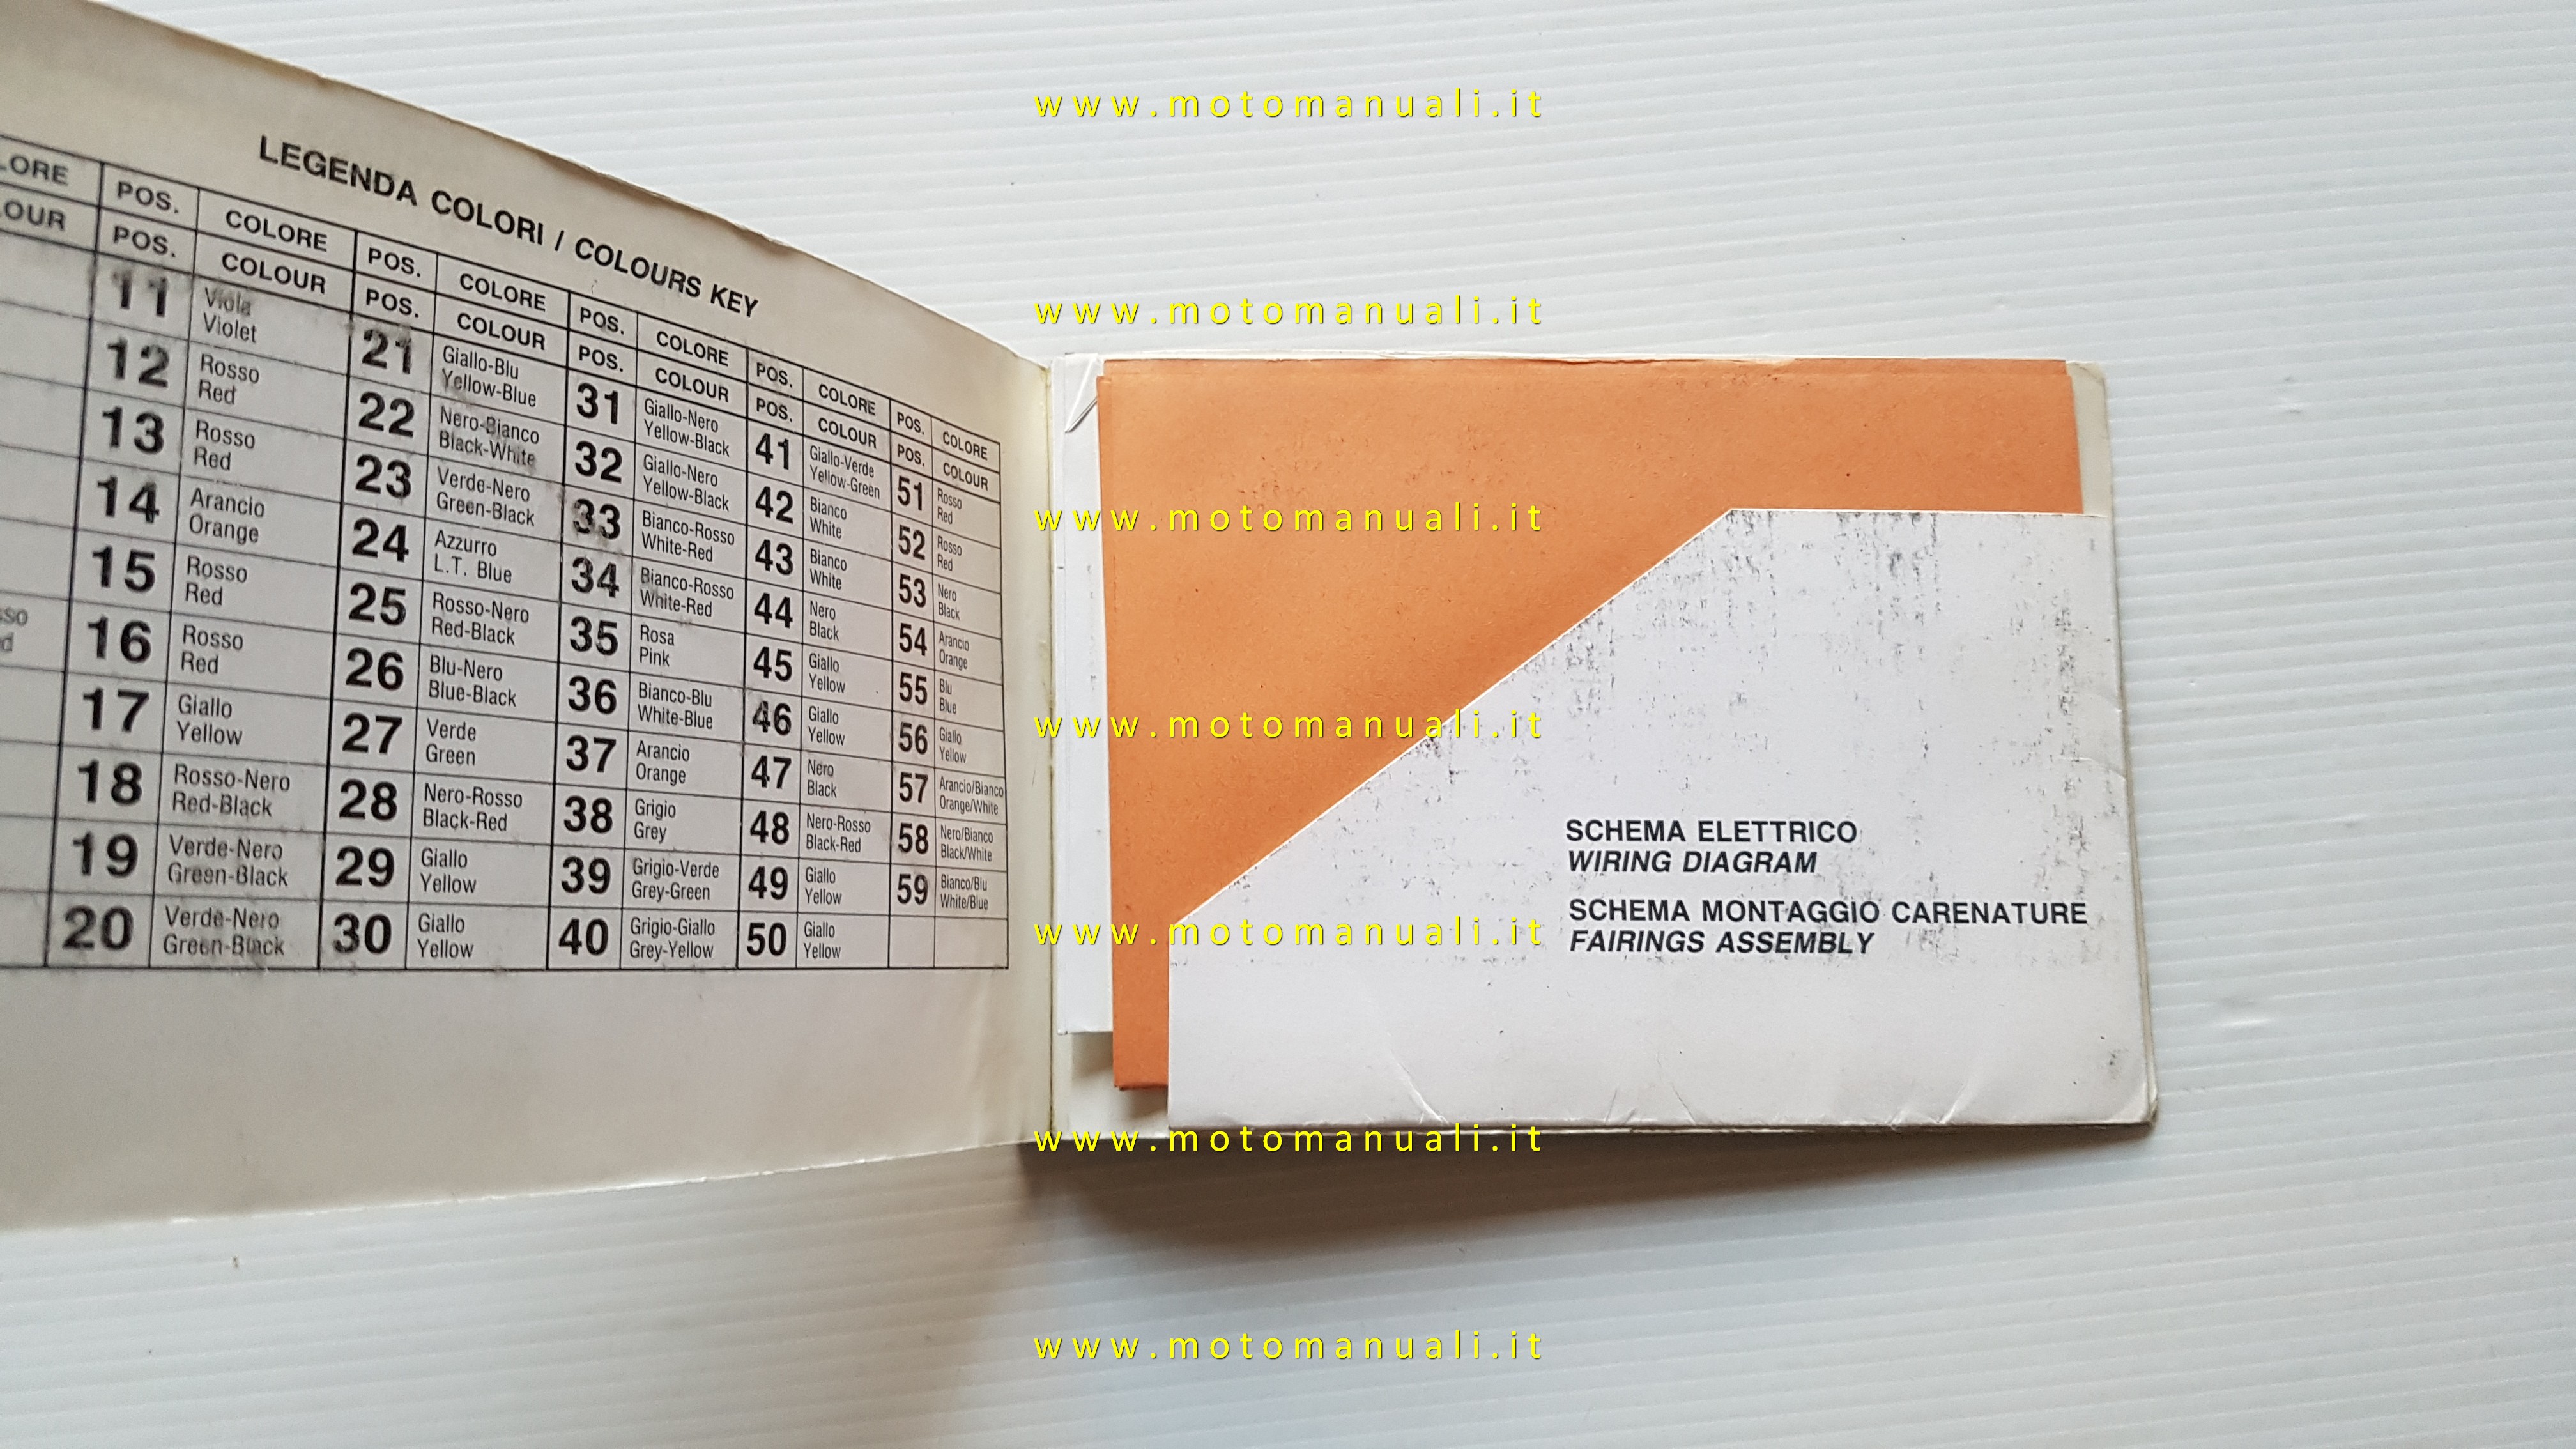 LEGENDA COLORI / COLOURS KEY
POS. COLORE POS. COLORE POS. COLORE POS. COLORE POS. COLORE
POS. COLOUR POS. COLOUR POS. COLOUR POS. COLOUR POS. COLOUR
11 Viola
Violet
12 Rosso
Red
13 Rosso
Red
14 Arancio
Orange
15 Rosso
Red
16 Rosso
Red
17 Giallo
Yellow
18 Rosso-Nero
Red-Black
19 Verde-Nero
Green-Black
20 Verde-Nero
Green-Black
21 Giallo-Blu
Yellow-Blue
22 Nero-Bianco
Black-White
23 Verde-Nero
Green-Black
24 Azzurro
L.T. Blue
25 Rosso-Nero
Red-Black
26 Blu-Nero
Blue-Black
27 Verde
Green
28 Nero-Rosso
Black-Red
29 Giallo
Yellow
30 Giallo
Yellow
31 Giallo-Nero
Yellow-Black
32 Giallo-Nero
Yellow-Black
33 Bianco-Rosso
White-Red
34 Bianco-Rosso
White-Red
35 Rosa
Pink
36 Bianco-Blu
White-Blue
37 Arancio
Orange
38 Grigio
Grey
39 Grigio-Verde
Grey-Green
40 Grigio-Giallo
Grey-Yellow
41 Giallo-Verde
Yellow-Green
42 Bianco
White
43 Bianco
White
44 Nero
Black
45 Giallo
Yellow
46 Giallo
Yellow
47 Nero
Black
48 Nero-Rosso
Black-Red
49 Giallo
Yellow
50 Giallo
Yellow
51 Rosso
Red
52 Rosso
Red
53 Nero
Black
54 Arancio
Orange
55 Blu
Blue
56 Giallo
Yellow
57 Arancio/Bianco
Orange/White
58 Nero/Bianco
Black/White
59 Bianco/Blu
White/Blue
SCHEMA ELETTRICO
WIRING DIAGRAM
SCHEMA MONTAGGIO CARENATURE
FAIRINGS ASSEMBLY
www.motomanuali.it
www.motomanuali.it
www.motomanuali.it
www.motomanuali.it
www.motomanuali.it
www.motomanuali.it
www.motomanuali.it